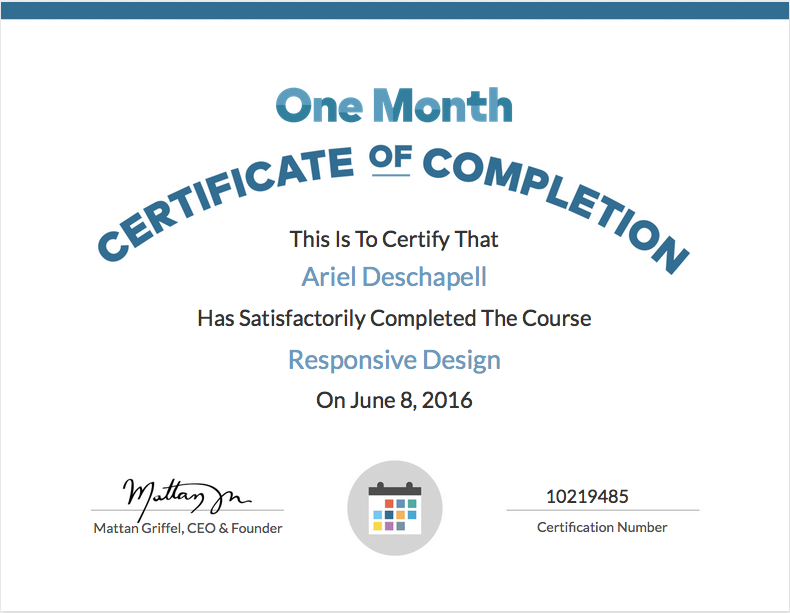 One Month
CERTIFICATE OF COMPLETION
This Is To Certify That
Ariel Deschapell
Has Satisfactorily Completed The Course
Responsive Design
On June 8, 2016
Mattan
Mattan Griffel, CEO & Founder
10219485
Certification Number